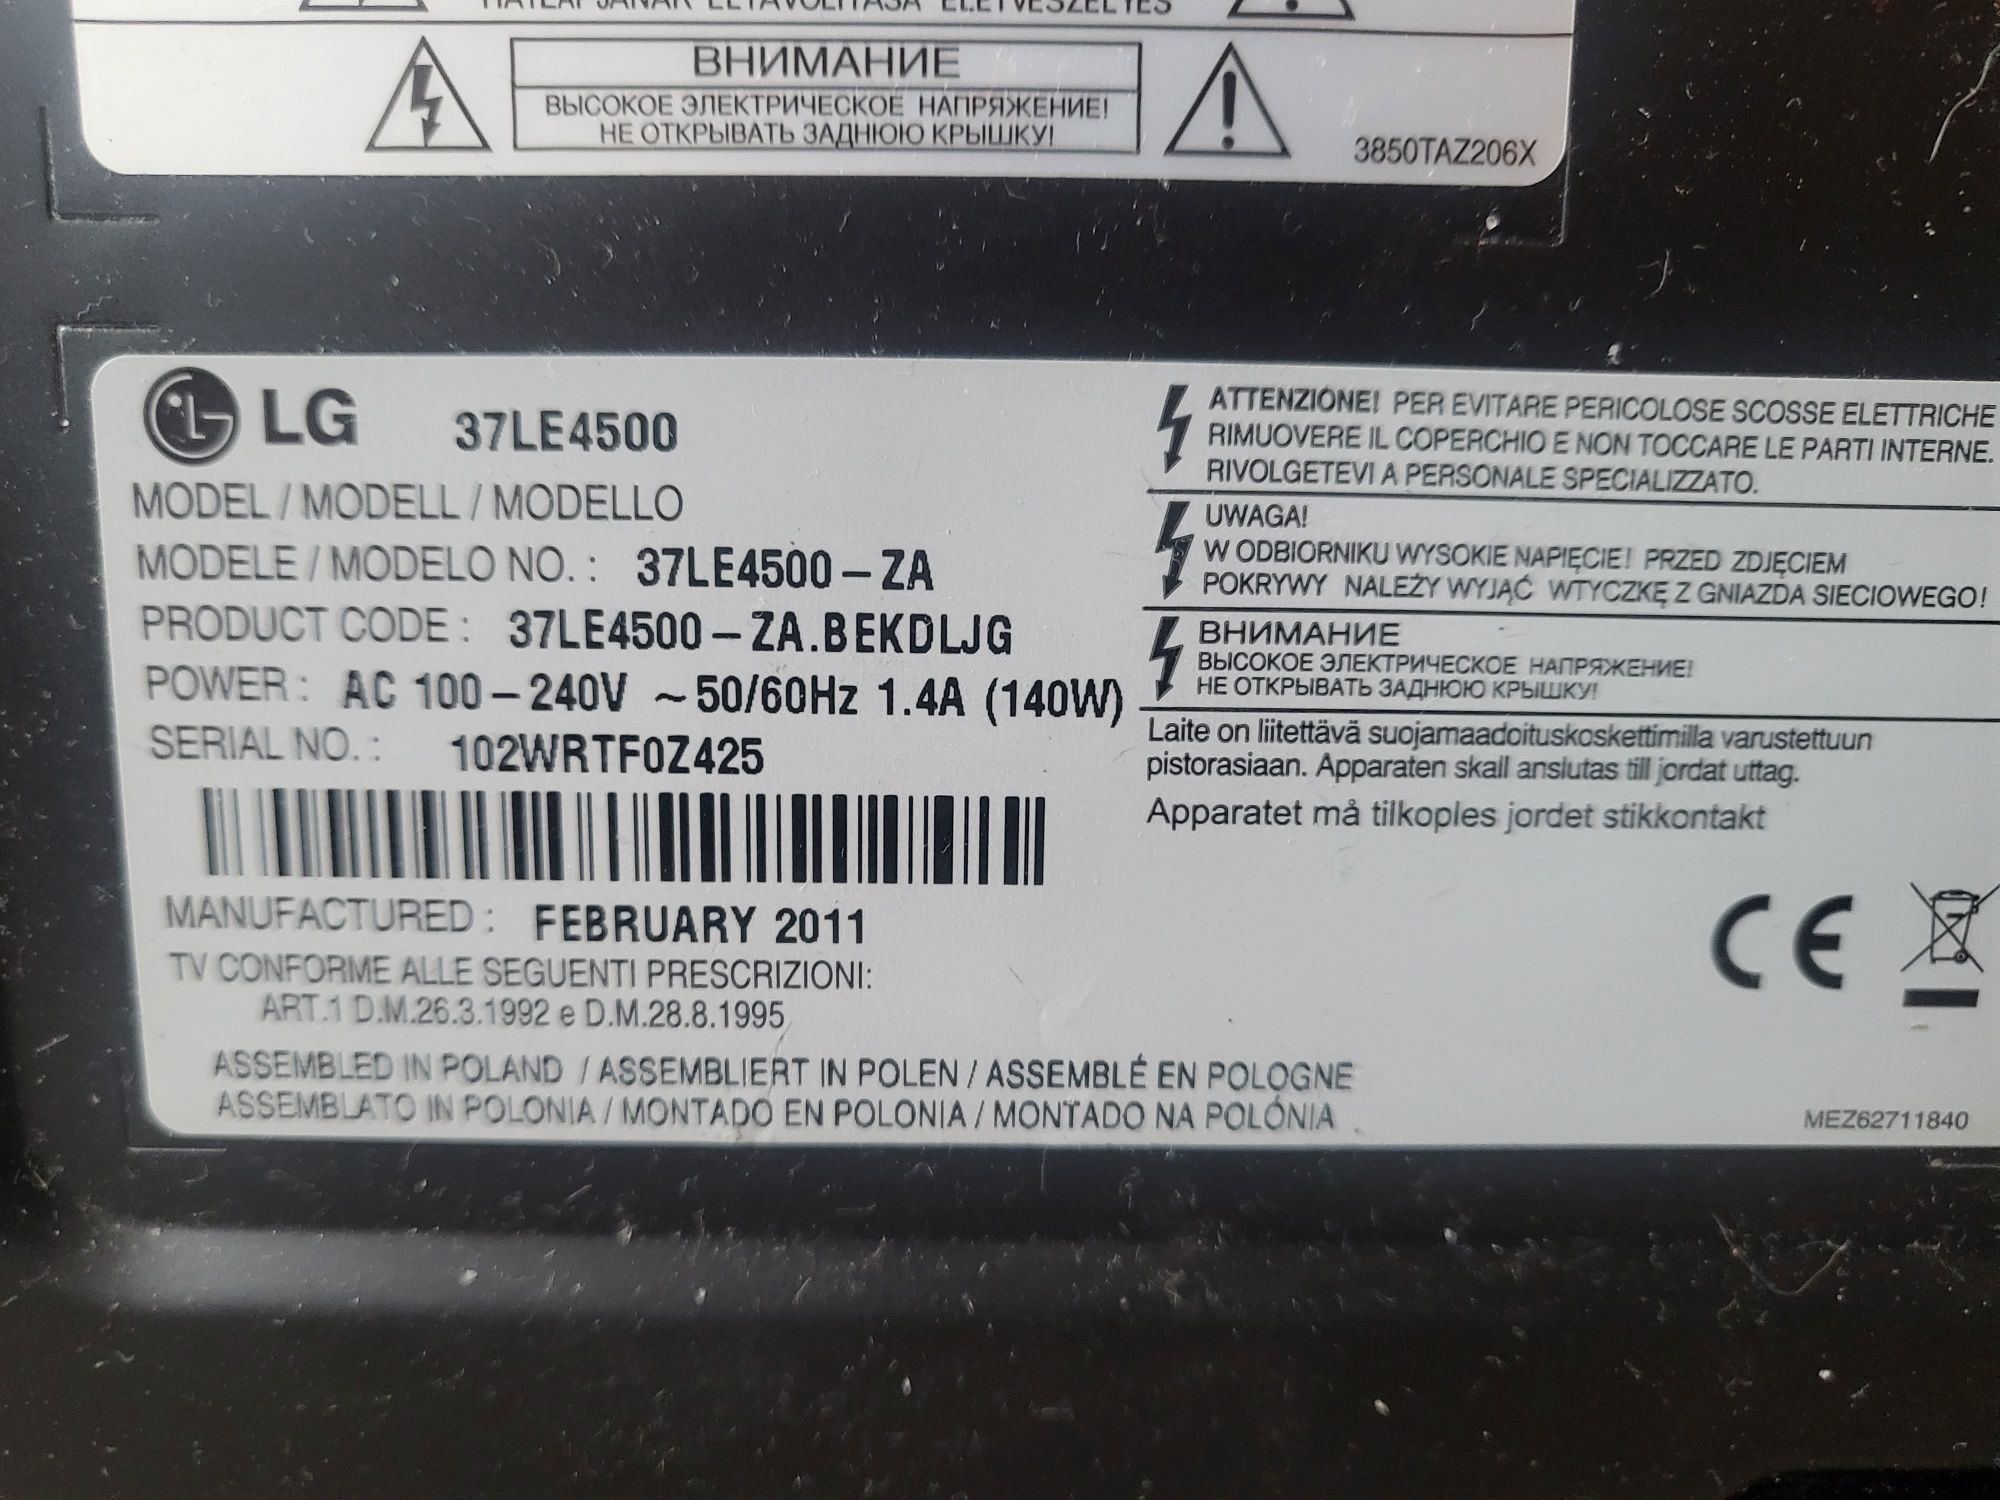 ВНИМАНИЕ
ВЫСОКОЕ ЭЛЕКТРИЧЕСКОЕ НАПРЯЖЕНИЕ!
НЕ ОТКРЫВАТЬ ЗАДНЮЮ КРЫШКУ!
3850TAZ206X
LG 37LE4500
MODEL / MODELL / MODELLO
MODELE / MODELO NO. : 37LE4500-ZA
PRODUCT CODE : 37LE4500-ZA.BEKDLJG
POWER : AC 100-240V ~50/60Hz 1.4A (140W)
SERIAL NO. : 102WRTF0Z425
MANUFACTURED : FEBRUARY 2011
TV CONFORME ALLE SEGUENTI PRESCRIZIONI:
ART.1 D.M.26.3.1992 e D.M.28.8.1995
ASSEMBLED IN POLAND / ASSEMBLIERT IN POLEN / ASSEMBLÉ EN POLOGNE
ASSEMBLATO IN POLONIA / MONTADO EN POLONIA / MONTADO NA POLÓNIA .
ATTENZIONE! PER EVITARE PERICOLOSE SCOSSE ELETTRICHE
RIMUOVERE IL COPERCHIO E NON TOCCARE LE PARTI INTERNE.
RIVOLGETEVI A PERSONALE SPECIALIZZATO.
UWAGA!
W ODBIORNIKU WYSOKIE NAPIĘCIE! PRZED ZDJĘCIEM
POKRYWY NALEŻY WYJĄĆ WTYCZKĘ Z GNIAZDA SIECIOWEGO!
ВНИМАНИЕ
ВЫСОКОЕ ЭЛЕКТРИЧЕСКОЕ НАПРЯЖЕНИЕ!
НЕ ОТКРЫВАТЬ ЗАДНЮЮ КРЫШКУ!
Laite on liitettävä suojamaadoituskoskettimilla varustettuun
pistorasiaan. Apparaten skall anslutas till jordat uttag.
Apparatet må tilkoples jordet stikkontakt
CE
MEZ62711840